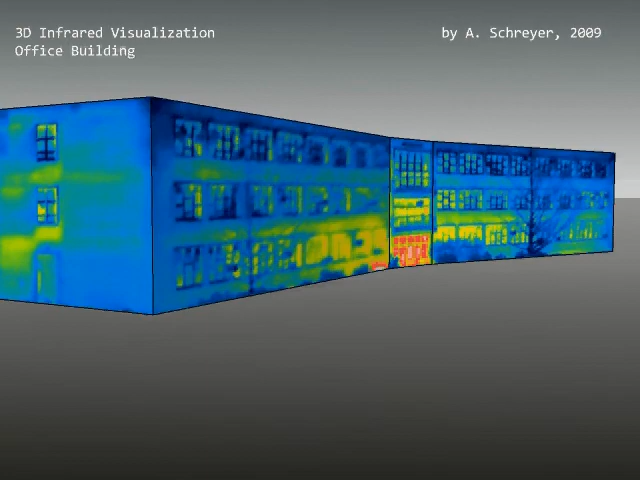 3D Infrared Visualization
Office Building
by A. Schreyer, 2009